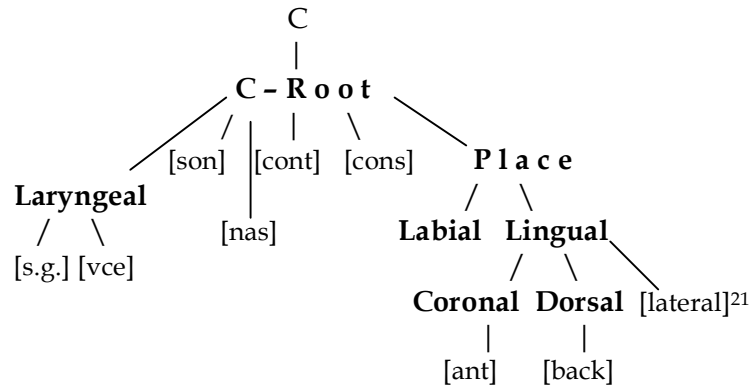 C
C – R o o t
[son] [cont] [cons]
P l a c e
Laryngeal
[nas] Labial Lingual
[s.g.] [vce]
Coronal Dorsal [lateral]²¹
[ant] [back]